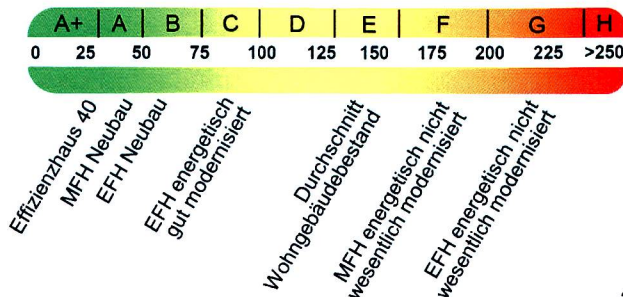 A+ A B C D E F G H
0 25 50 75 100 125 150 175 200 225 >250
Effizienzhaus 40
MFH Neubau
EFH Neubau
EFH energetisch
gut modernisiert
Durchschnitt
Wohngebäudebestand
MFH energetisch nicht
wesentlich modernisiert
EFH energetisch nicht
wesentlich modernisiert